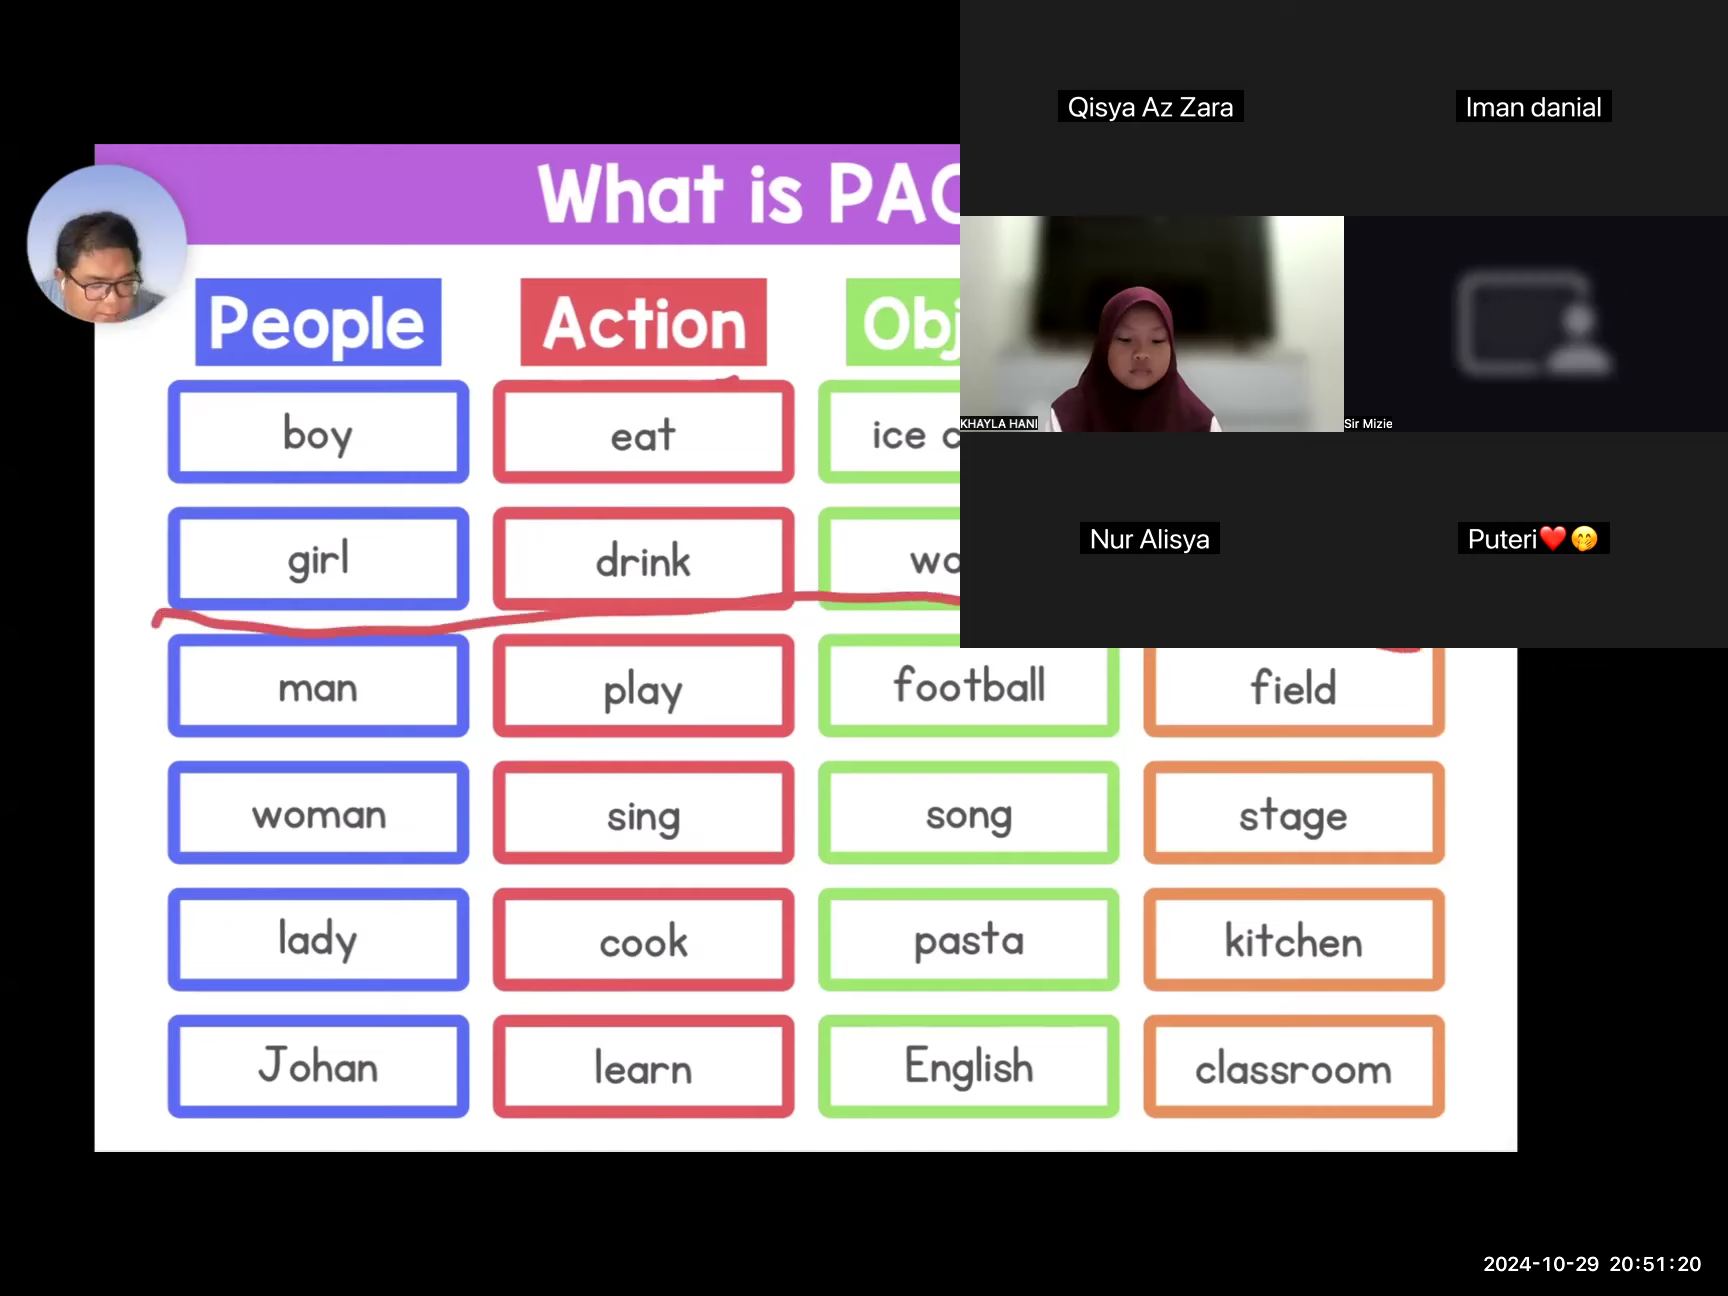 Qisya Az Zara
Iman danial
What is PAC
People
Action
Obj
boy
eat
ice c
KHAYLA HANI
Sir Mizie
girl
drink
wa
Nur Alisya
Puteri❤️🤭
man
play
football
field
woman
sing
song
stage
lady
cook
pasta
kitchen
Johan
learn
English
classroom
2024-10-29 20:51:20